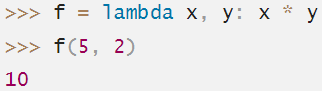 >>> f = lambda x, y: x * y
>>> f(5, 2)
10